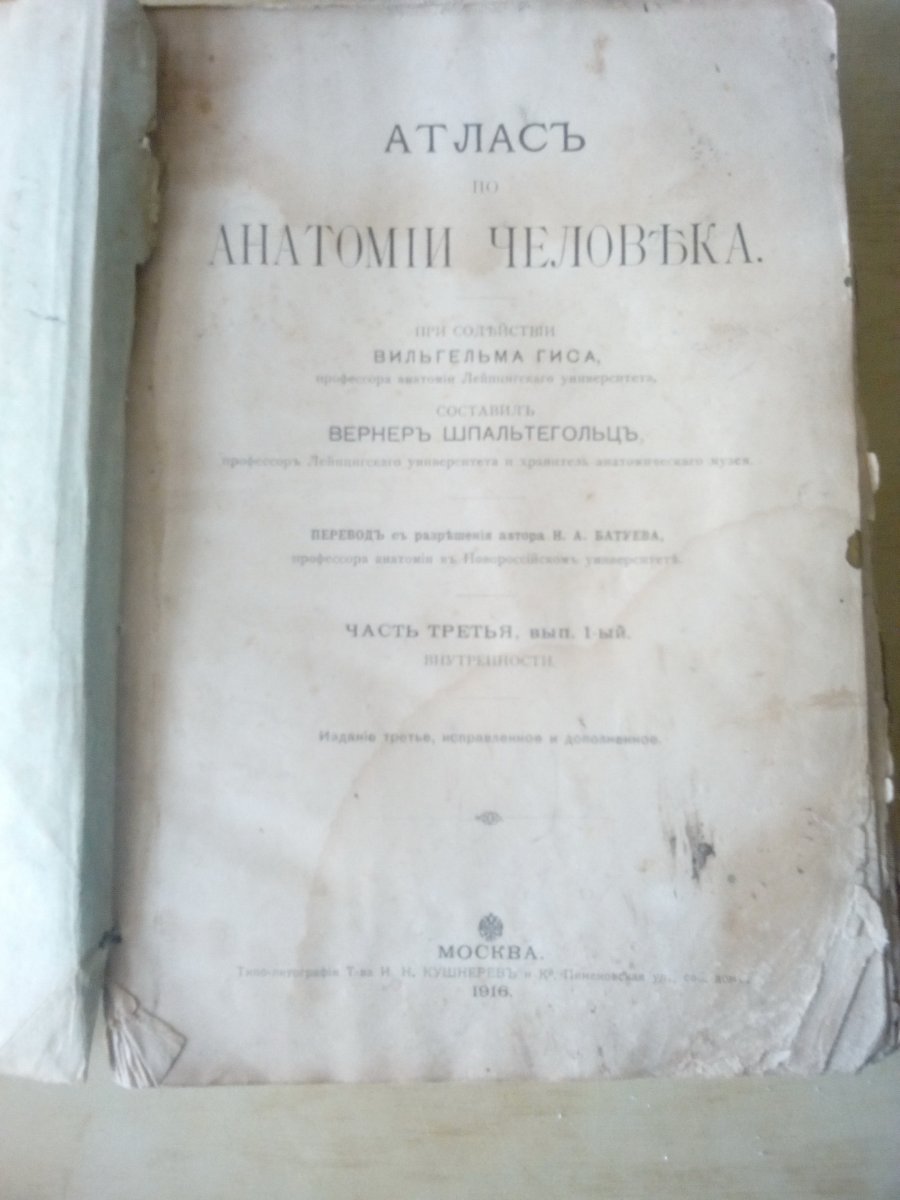 АТЛАСЪ
ПО
АНАТОМІИ ЧЕЛОВѢКА.
ПРИ СОДѢЙСТВІИ
ВИЛЬГЕЛЬМА ГИСА,
профессора анатоміи Лейпцигскаго университета,
СОСТАВИЛЪ
ВЕРНЕРЪ ШПАЛЬТЕГОЛЬЦЪ,
профессоръ Лейпцигскаго университета и хранитель анатомическаго музея.
ПЕРЕВОДЪ съ разрѣшенія автора Н. А. БАТУЕВА,
профессора анатоміи въ Новороссійскомъ университетѣ.
ЧАСТЬ ТРЕТЬЯ, вып. 1-ый.
ВНУТРЕННОСТИ.
Изданіе третье, исправленное и дополненное.
МОСКВА.
Типо-литографія Т-ва И. Н. КУШНЕРЕВЪ и Ко. Пименовская ул.,
1916.